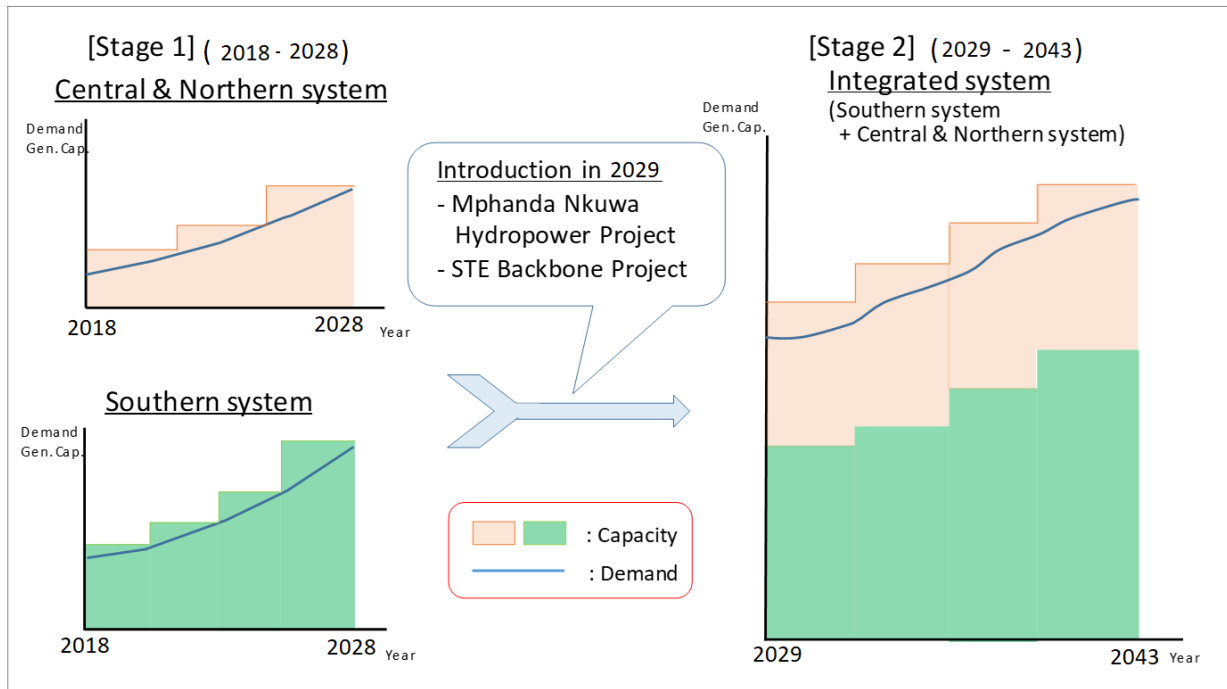 [Stage 1] ( 2018 - 2028)
Central & Northern system
Demand
Gen.Cap.
2018
2028
Year
Southern system
Demand
Gen.Cap.
2018
2028
Year
Introduction in 2029
- Mphanda Nkuwa
Hydropower Project
- STE Backbone Project
: Capacity
: Demand
[Stage 2] (2029 - 2043)
Integrated system
(Southern system
+ Central & Northern system)
Demand
Gen.Cap.
2029
2043
Year